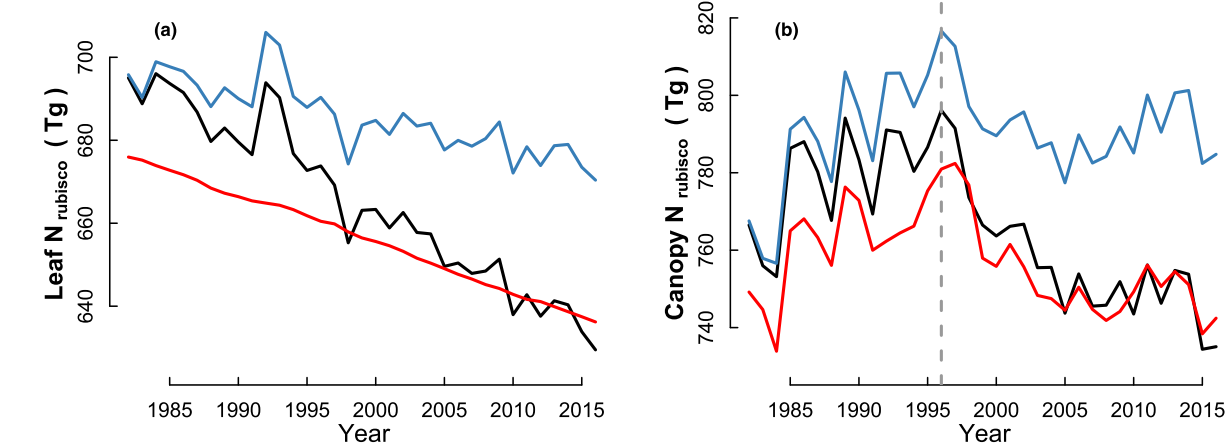 (a)
Leaf N rubisco ( Tg )
700
680
660
640
1985 1990 1995 2000 2005 2010 2015
Year
(b)
Canopy N rubisco ( Tg )
820
800
780
760
740
1985 1990 1995 2000 2005 2010 2015
Year